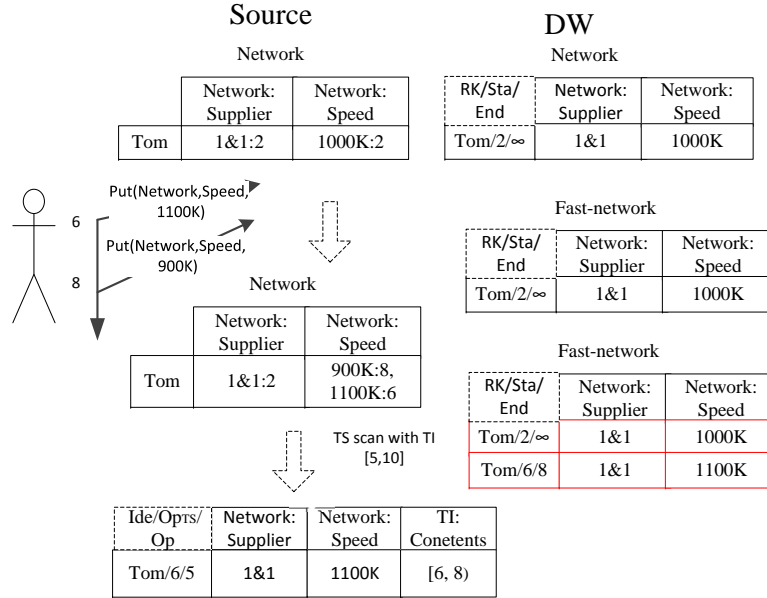 Source
Network
Network:
Supplier
Network:
Speed
Tom
1&1:2
1000K:2
6
Put(Network,Speed,
1100K)
Put(Network,Speed,
900K)
8
Network
Network:
Supplier
Network:
Speed
Tom
1&1:2
900K:8,
1100K:6
TS scan with TI
[5,10]
Ide/OpTS/
Op
Network:
Supplier
Network:
Speed
TI:
Conetents
Tom/6/5
1&1
1100K
[6, 8)
DW
Network
RK/Sta/
End
Network:
Supplier
Network:
Speed
Tom/2/∞
1&1
1000K
Fast-network
RK/Sta/
End
Network:
Supplier
Network:
Speed
Tom/2/∞
1&1
1000K
Fast-network
RK/Sta/
End
Network:
Supplier
Network:
Speed
Tom/2/∞
1&1
1000K
Tom/6/8
1&1
1100K